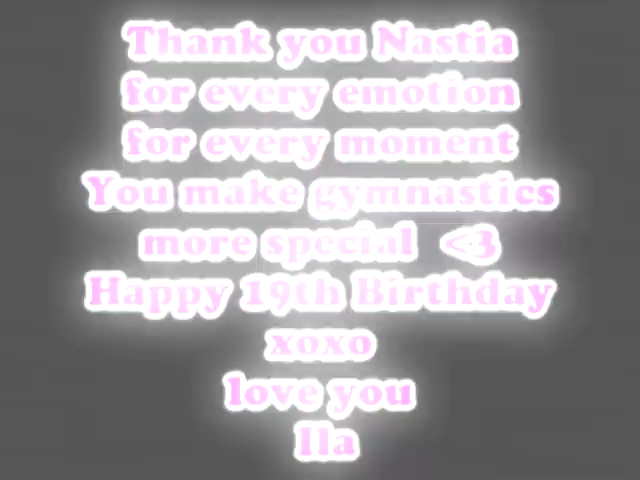 Thank you Nastia
for every emotion
for every moment
You make gymnastics
more special <3
Happy 19th Birthday
xoxo
love you
Ila